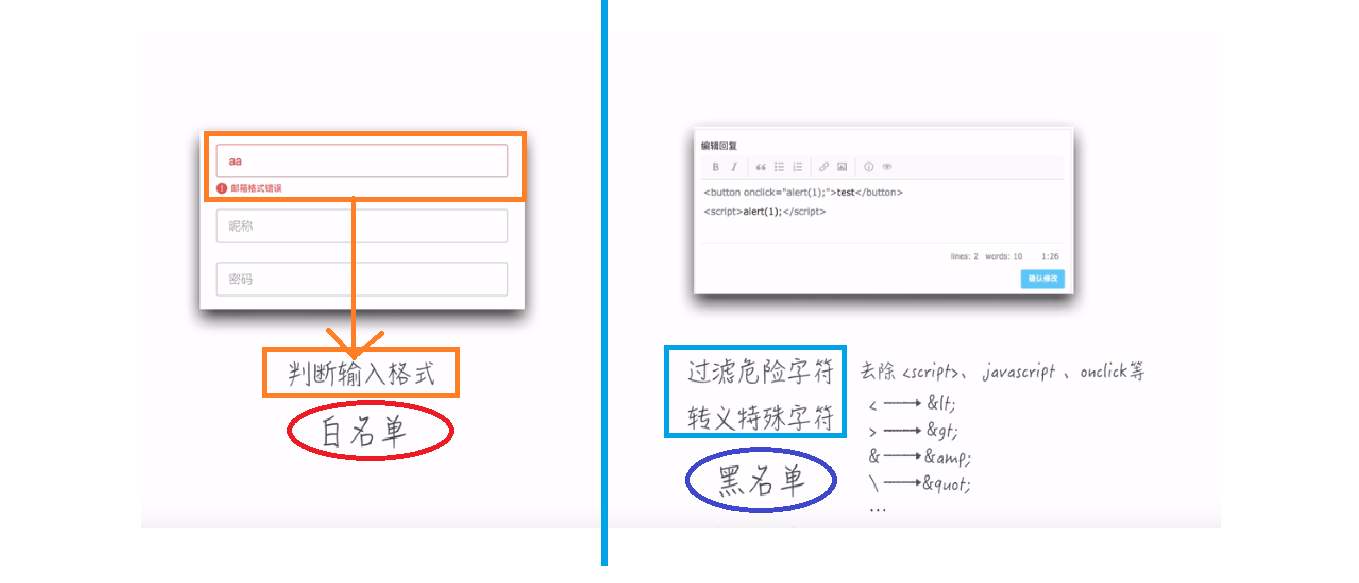 aa
邮箱格式错误
昵称
密码
判断输入格式
白名单
编辑回复
B I
<button onclick="alert(1);">test</button>
<script>alert(1);</script>
lines: 2 words: 10 1:26
确认修改
过滤危险字符 去除<script>、javascript、onclick等
转义特殊字符
< → &lt;
> → &gt;
& → &amp;
\ → &quot;
...
黑名单